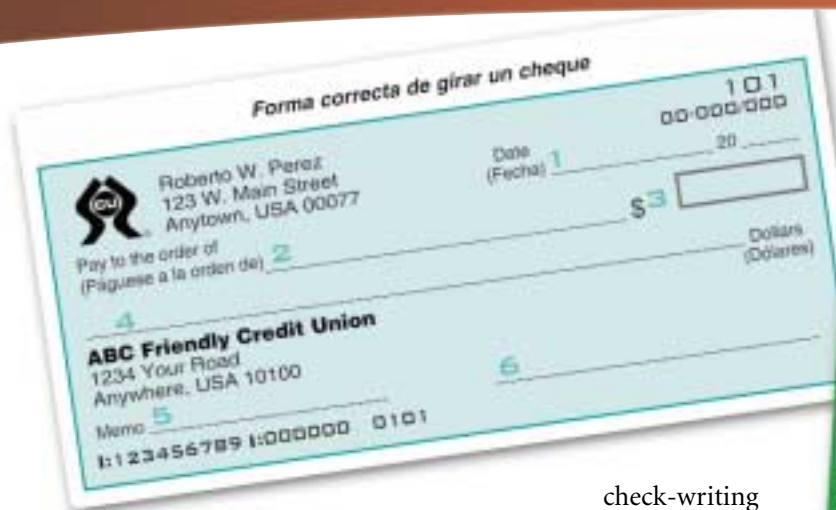 Forma correcta de girar un cheque
101
00-000/000
CU
Roberto W. Perez
123 W. Main Street
Anytown, USA 00077
Date
(Fecha) 1 20
Pay to the order of
(Páguese a la orden de) 2 $3
4 Dollars
(Dólares)
ABC Friendly Credit Union
1234 Your Road
Anywhere, USA 10100
Memo 5 6
|:123456789 |:000000 0101
check-writing